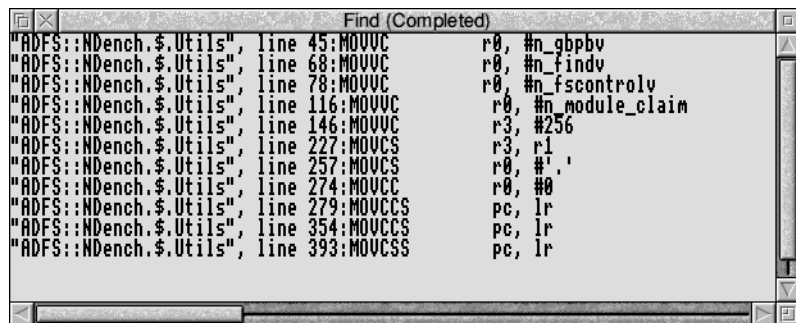 Find (Completed)
"ADFS::NDench.$.Utils", line 45:MOVVC r0, #n_gbpbv
"ADFS::NDench.$.Utils", line 68:MOVVC r0, #n_findv
"ADFS::NDench.$.Utils", line 78:MOVVC r0, #n_fscontrolv
"ADFS::NDench.$.Utils", line 116:MOVVC r0, #n_module_claim
"ADFS::NDench.$.Utils", line 146:MOVVC r3, #256
"ADFS::NDench.$.Utils", line 227:MOVCS r3, r1
"ADFS::NDench.$.Utils", line 257:MOVCS r0, #'.'
"ADFS::NDench.$.Utils", line 274:MOVCC r0, #0
"ADFS::NDench.$.Utils", line 279:MOVCCS pc, lr
"ADFS::NDench.$.Utils", line 354:MOVCCS pc, lr
"ADFS::NDench.$.Utils", line 393:MOVCSS pc, lr